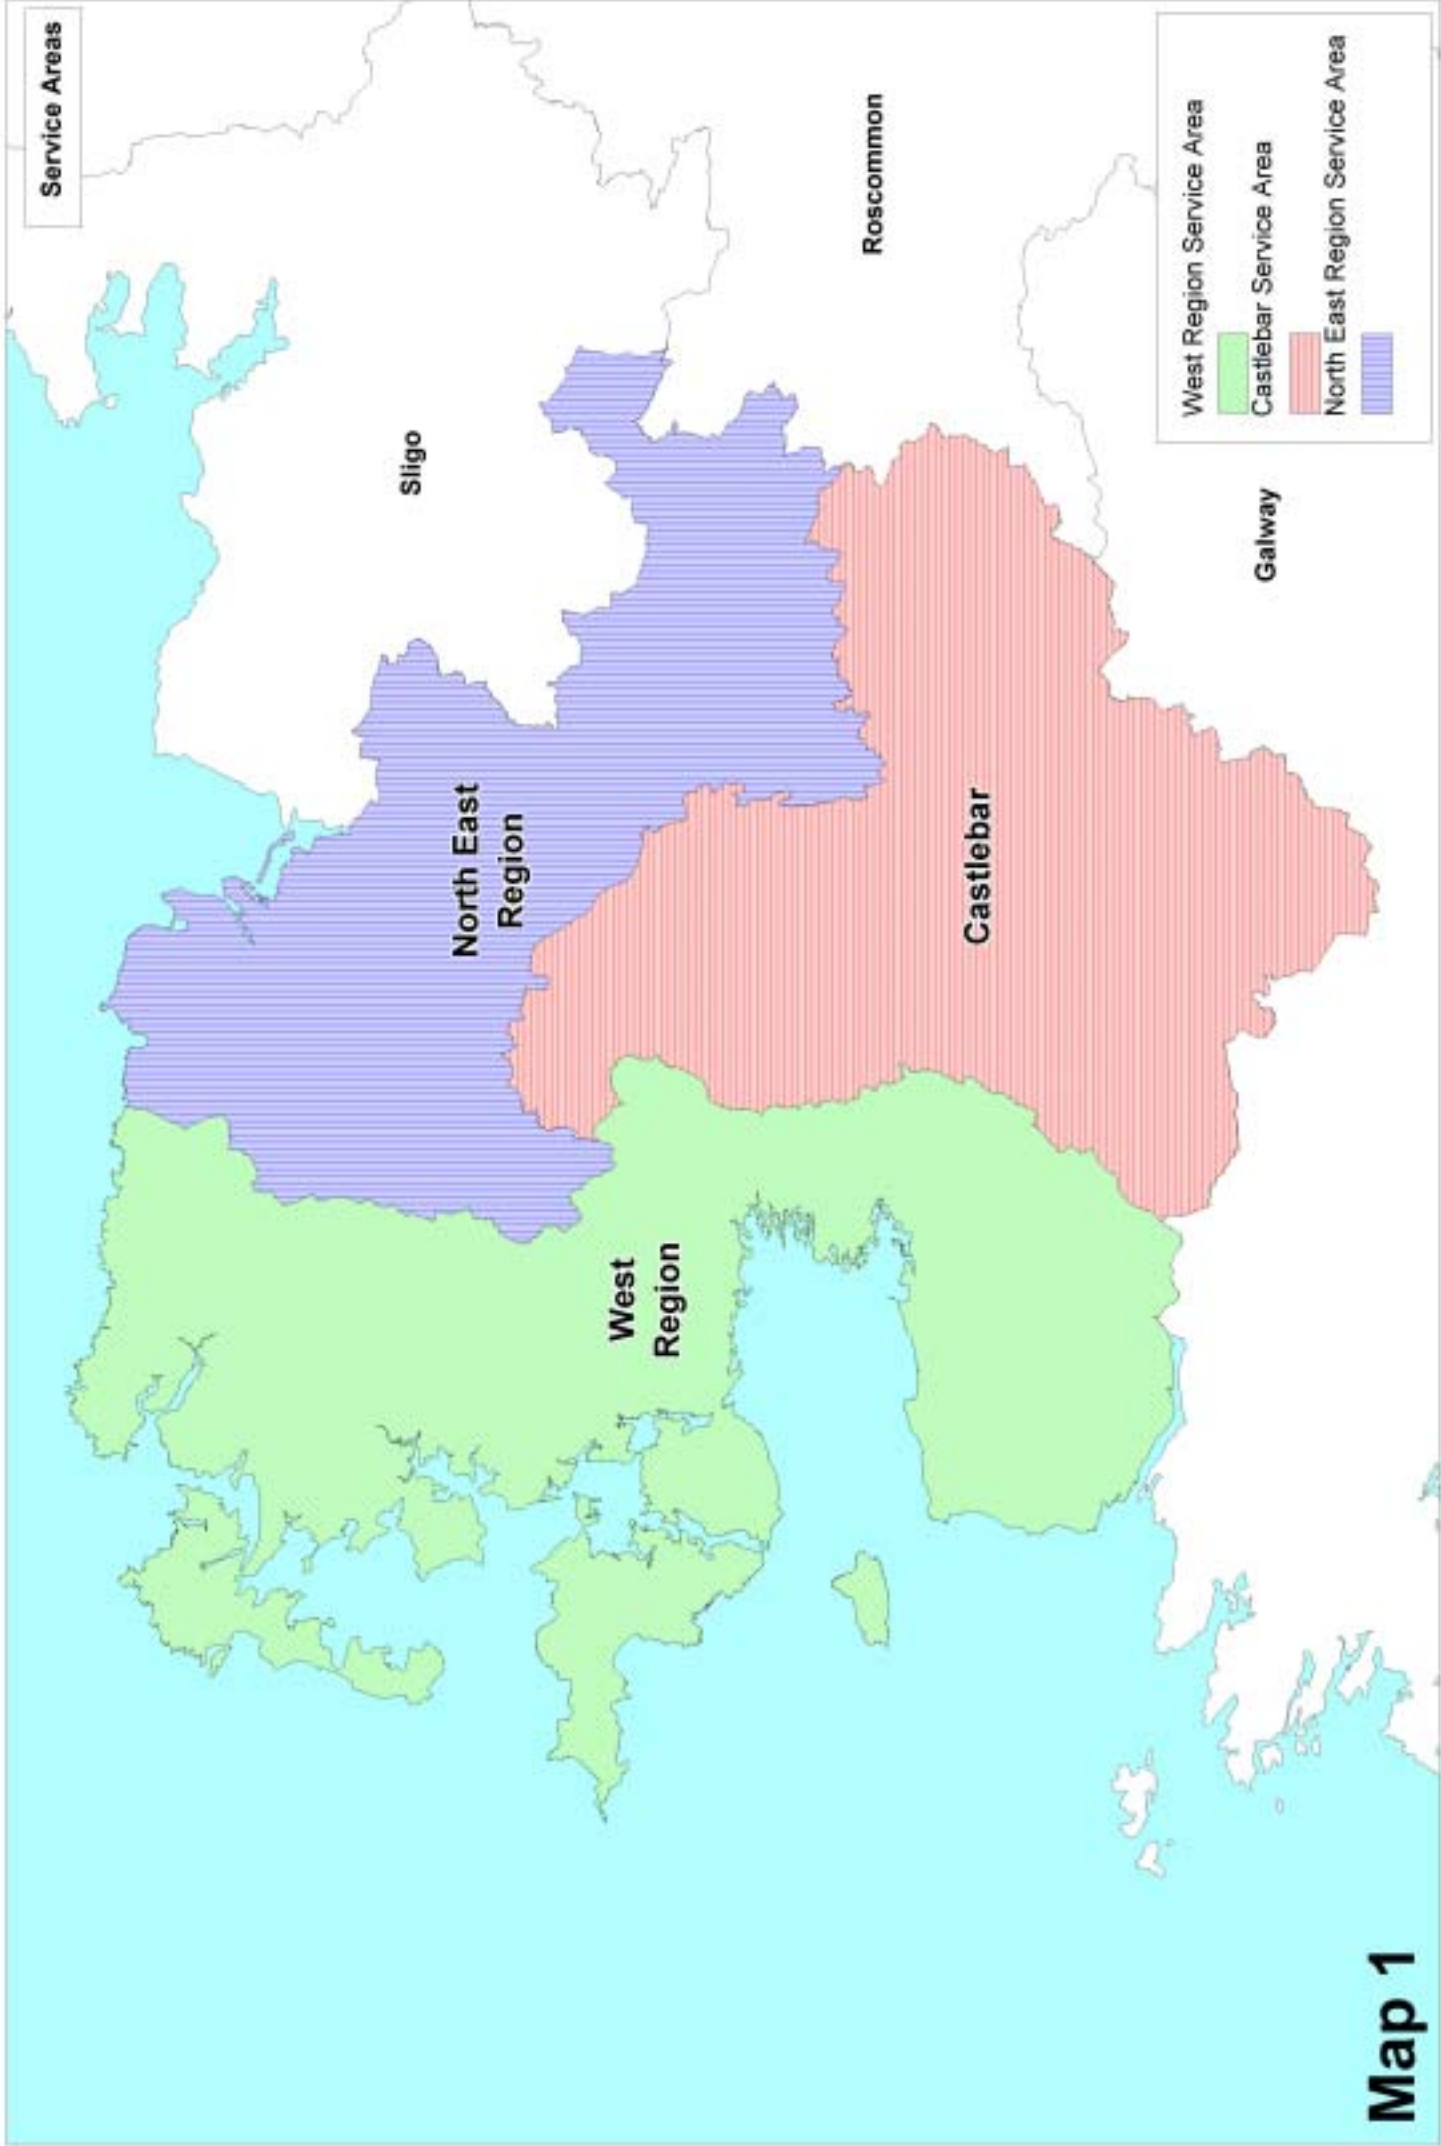 Service Areas
Sligo
Roscommon
North East
Region
West
Region
Castlebar
Galway
West Region Service Area
Castlebar Service Area
North East Region Service Area
Map 1